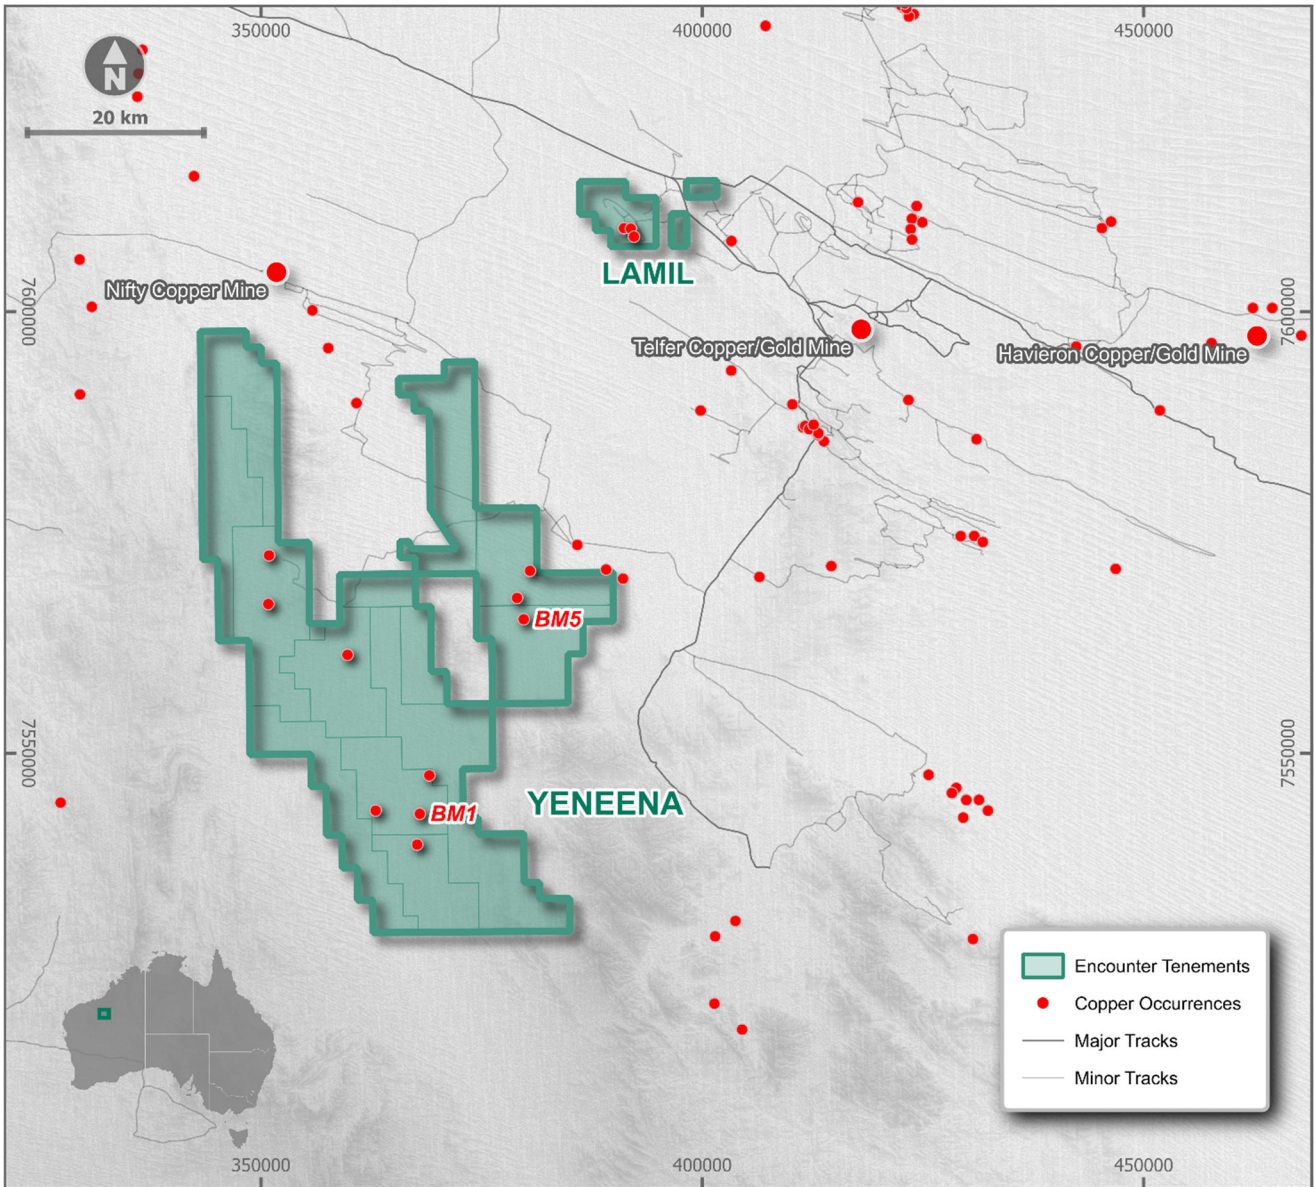 350000
400000
450000
N
20 km
LAMIL
Nifty Copper Mine
7600000
7600000
Telfer Copper/Gold Mine
Havieron Copper/Gold Mine
BM5
7550000
7550000
YENEENA
BM1
Encounter Tenements
Copper Occurrences
Major Tracks
Minor Tracks
350000
400000
450000